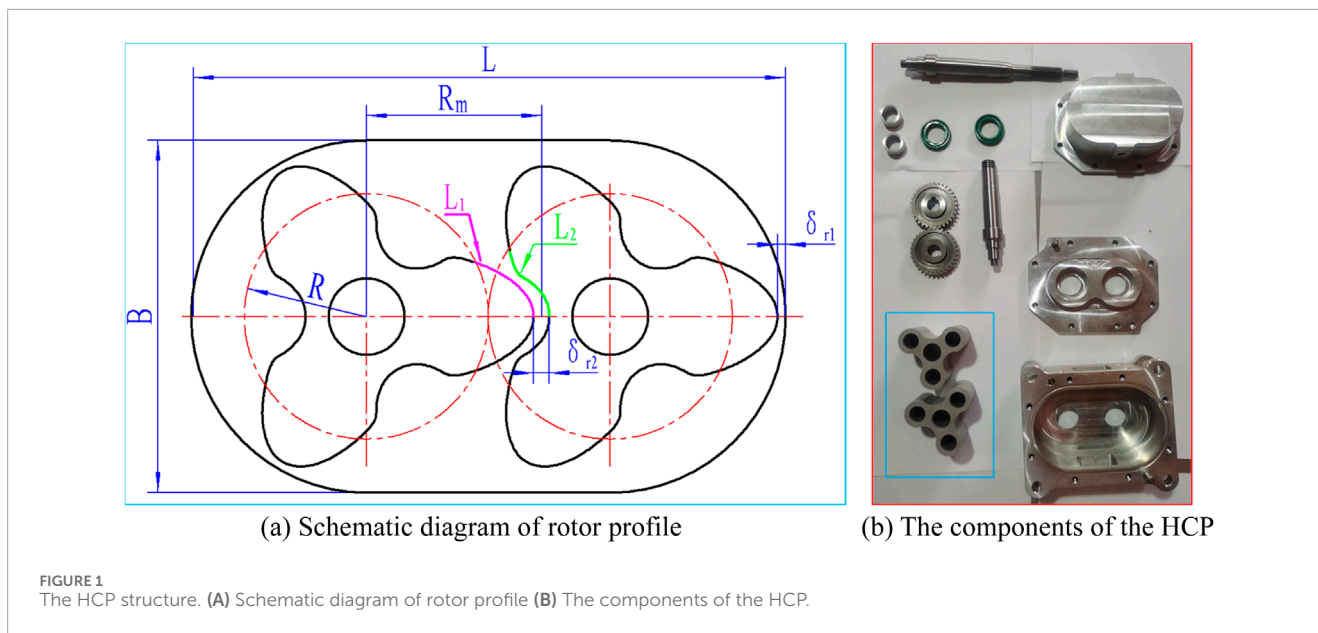 L
Rm
L1
L2
δr1
R
B
δr2
(a) Schematic diagram of rotor profile
(b) The components of the HCP
FIGURE 1
The HCP structure. (A) Schematic diagram of rotor profile (B) The components of the HCP.